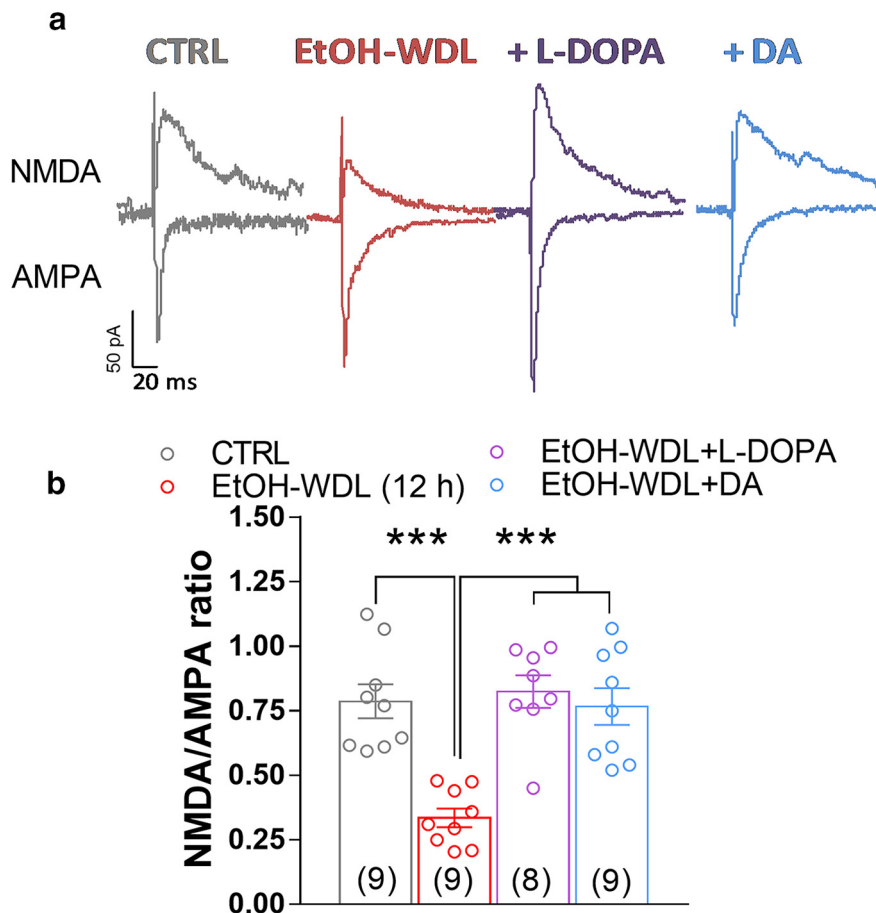 a
CTRL EtOH-WDL + L-DOPA + DA
NMDA
AMPA
50 pA
20 ms
b
CTRL
EtOH-WDL (12 h)
EtOH-WDL+L-DOPA
EtOH-WDL+DA
NMDA/AMPA ratio
1.50
1.25
1.00
0.75
0.50
0.25
0.00
*** ***
(9) (9) (8) (9)